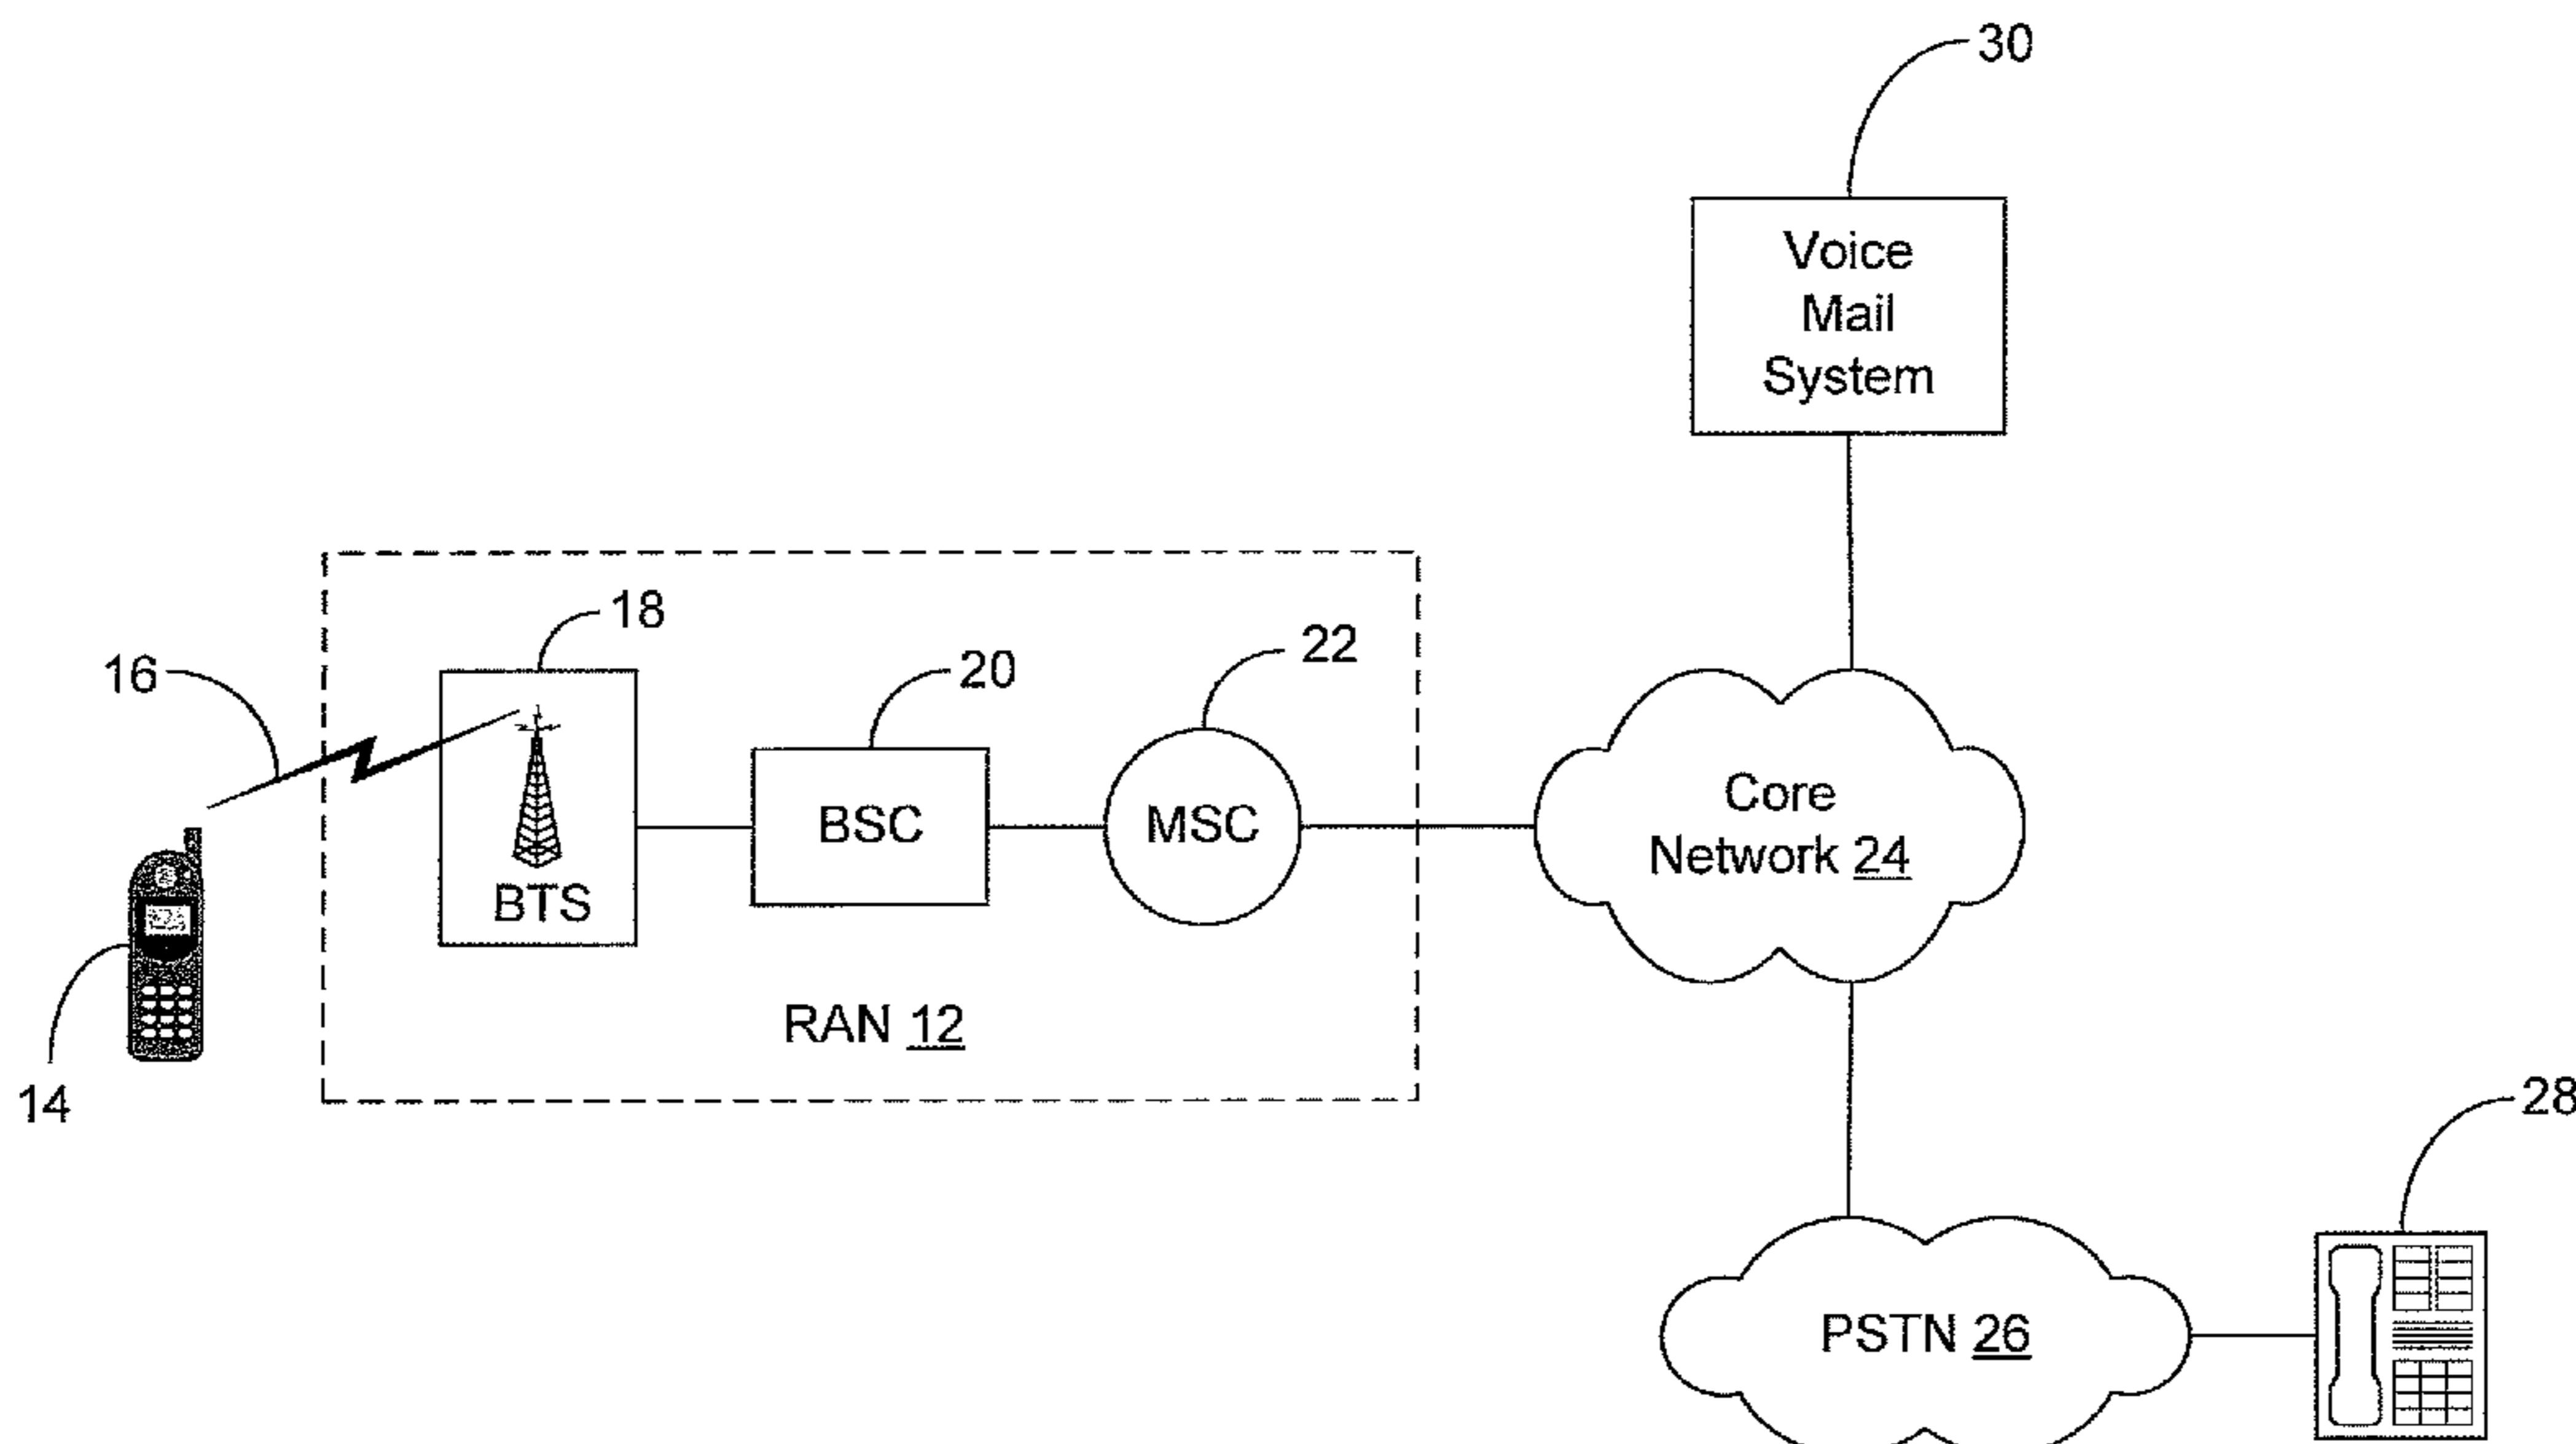 30
Voice
Mail
System
18
16
20
22
BSC
MSC
BTS
Core
Network 24
RAN 12
14
28
PSTN 26